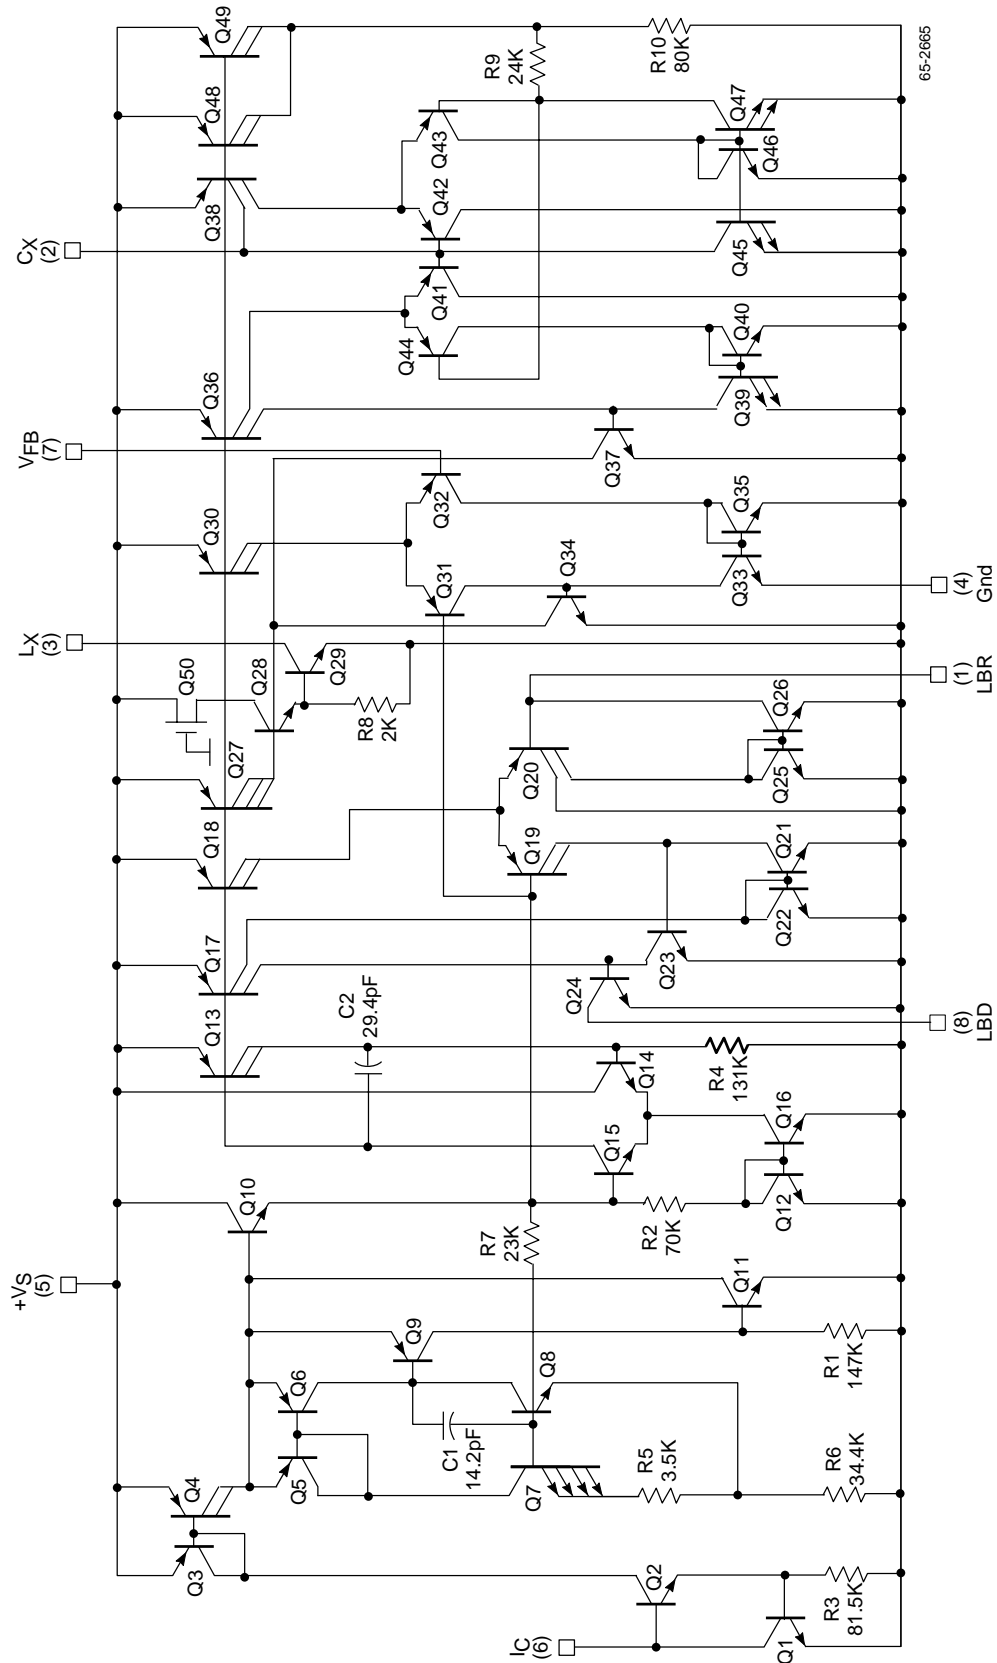 +VS
(5)
CX
(2)
VFB
(7)
LX
(3)
IC
(6)
(4)
Gnd
(1)
LBR
(8)
LBD
Q1
Q2
Q3
Q4
Q5
Q6
Q7
Q8
Q9
Q10
Q11
Q12
Q13
Q14
Q15
Q16
Q17
Q18
Q19
Q20
Q21
Q22
Q23
Q24
Q25
Q26
Q27
Q28
Q29
Q30
Q31
Q32
Q33
Q34
Q35
Q36
Q37
Q38
Q39
Q40
Q41
Q42
Q43
Q44
Q45
Q46
Q47
Q48
Q49
Q50
C1
14.2pF
C2
29.4pF
R1
147K
R2
70K
R3
81.5K
R4
131K
R5
3.5K
R6
34.4K
R7
23K
R8
2K
R9
24K
R10
80K
65-2665